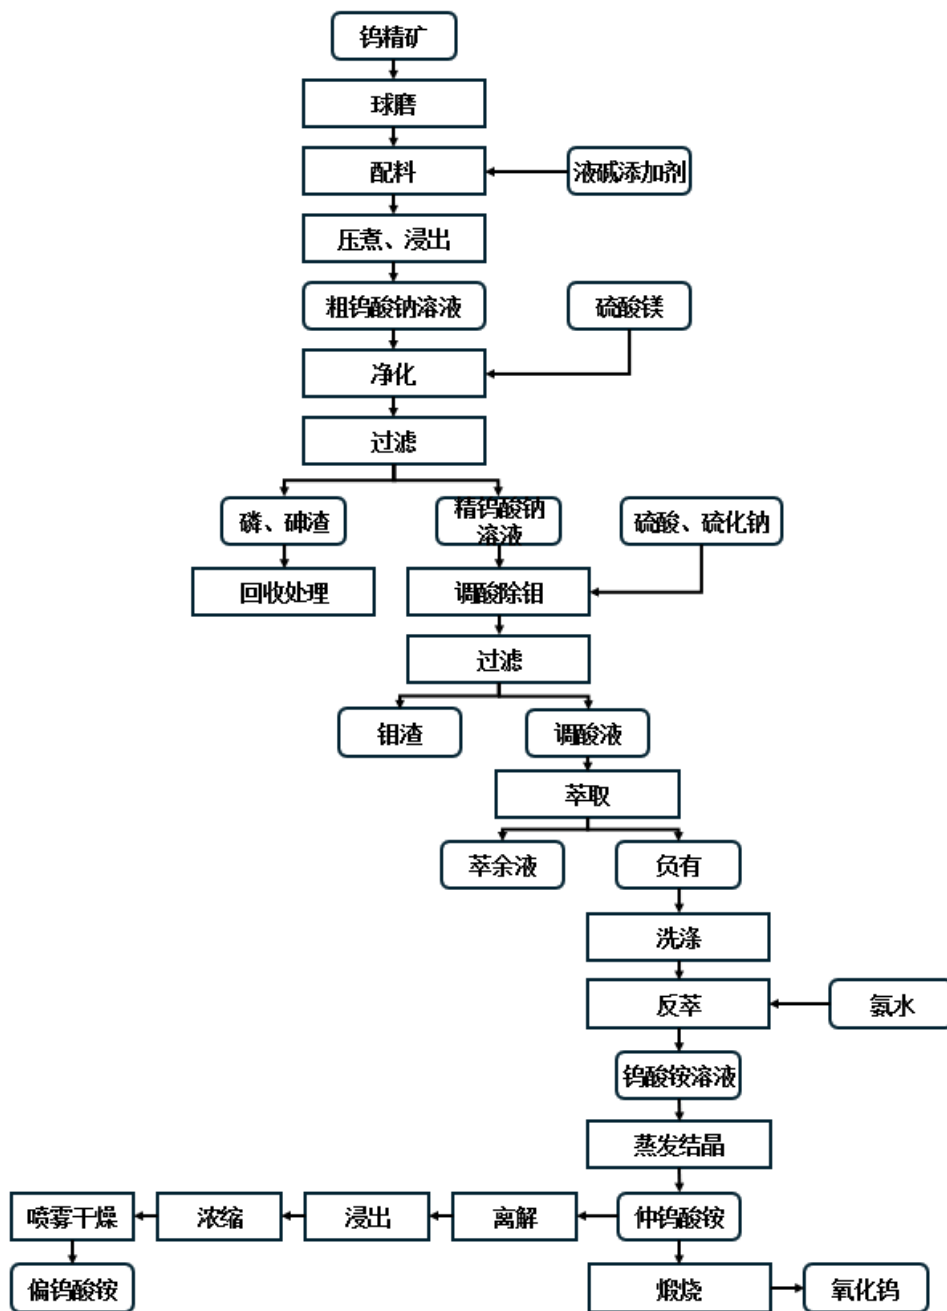 钨精矿
球磨
配料
液碱添加剂
压煮、浸出
粗钨酸钠溶液
硫酸镁
净化
过滤
磷、砷渣
精钨酸钠
溶液
硫酸、硫化钠
回收处理
调酸除钼
过滤
钼渣
调酸液
萃取
萃余液
负有
洗涤
反萃
氨水
钨酸铵溶液
蒸发结晶
喷雾干燥
浓缩
浸出
离解
仲钨酸铵
偏钨酸铵
煅烧
氧化钨